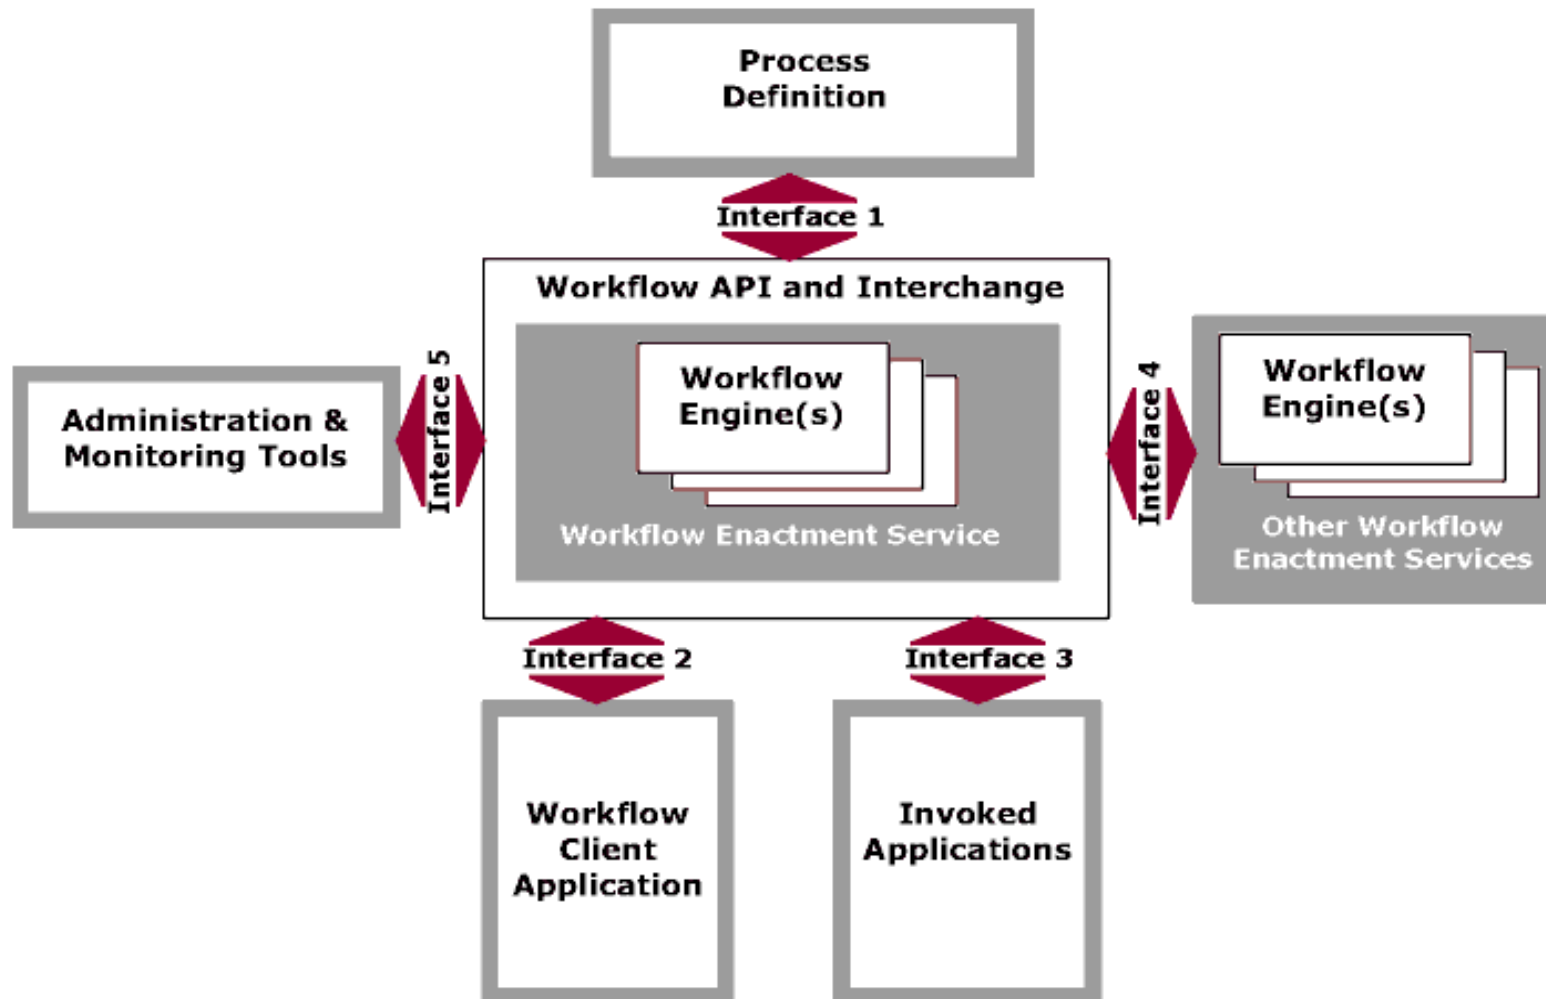 Process
Definition
Interface 1
Workflow API and Interchange
Workflow
Engine(s)
Workflow Enactment Service
Interface 5
Administration &
Monitoring Tools
Interface 4
Workflow
Engine(s)
Other Workflow
Enactment Services
Interface 2
Interface 3
Workflow
Client
Application
Invoked
Applications